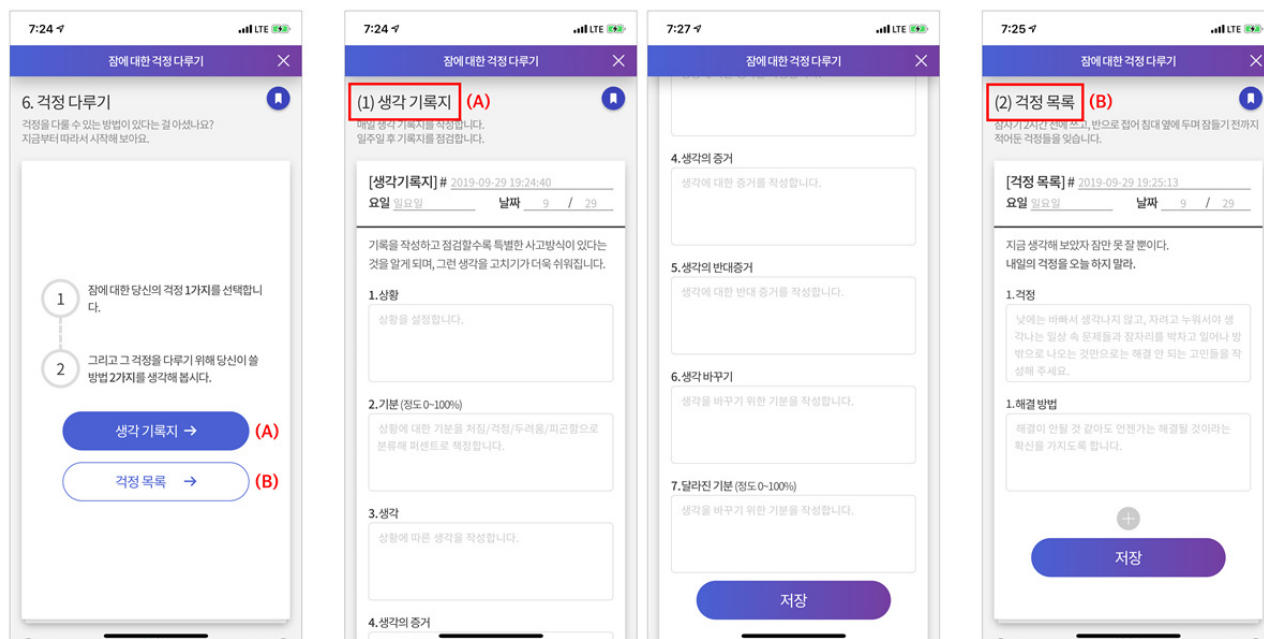 7:24
LTE
잠에 대한 걱정 다루기
6. 걱정 다루기
걱정을 다룰 수 있는 방법이 있다는 걸 아셨나요?
지금부터 따라서 시작해 보아요.
1
잠에 대한 당신의 걱정 1가지를 선택합니
다.
2
그리고 그 걱정을 다루기 위해 당신이 쓸
방법 2가지를 생각해 봅시다.
생각 기록지 → (A)
걱정 목록 → (B)
7:24
LTE
잠에 대한 걱정 다루기
(1) 생각 기록지 (A)
매일 생각 기록지를 작성합니다.
일주일 후 기록지를 점검합니다.
[생각기록지] # 2019-09-29 19:24:40
요일 일요일 날짜 9 / 29
기록을 작성하고 점검할수록 특별한 사고방식이 있다는
것을 알게 되며, 그런 생각을 고치기가 더욱 쉬워집니다.
1.상황
상황을 설정합니다.
2.기분 (정도 0~100%)
상황에 대한 기분을 처짐/걱정/두려움/피곤함으로
분류해 퍼센트로 책정합니다.
3.생각
상황에 따른 생각을 작성합니다.
4.생각의 증거
7:27
LTE
잠에 대한 걱정 다루기
4.생각의 증거
생각에 대한 증거를 작성합니다.
5.생각의 반대증거
생각에 대한 반대 증거를 작성합니다.
6.생각 바꾸기
생각을 바꾸기 위한 기분을 작성합니다.
7.달라진 기분 (정도 0~100%)
생각을 바꾸기 위한 기분을 작성합니다.
저장
7:25
LTE
잠에 대한 걱정 다루기
(2) 걱정 목록 (B)
잠자기 2시간 전에 쓰고, 반으로 접어 침대 옆에 두며 잠들기 전까지
적어둔 걱정들을 잊습니다.
[걱정 목록] # 2019-09-29 19:25:13
요일 일요일 날짜 9 / 29
지금 생각해 보았자 잠만 못 잘 뿐이다.
내일의 걱정을 오늘 하지 말라.
1.걱정
낮에는 바빠서 생각나지 않고, 자려고 누워서야 생
각나는 일상 속 문제들과 잠자리를 박차고 일어나 방
밖으로 나오는 것만으로는 해결 안 되는 고민들을 작
성해 주세요.
1.해결 방법
해결이 안될 것 같아도 언젠가는 해결될 것이라는
확신을 가지도록 합니다.
저장